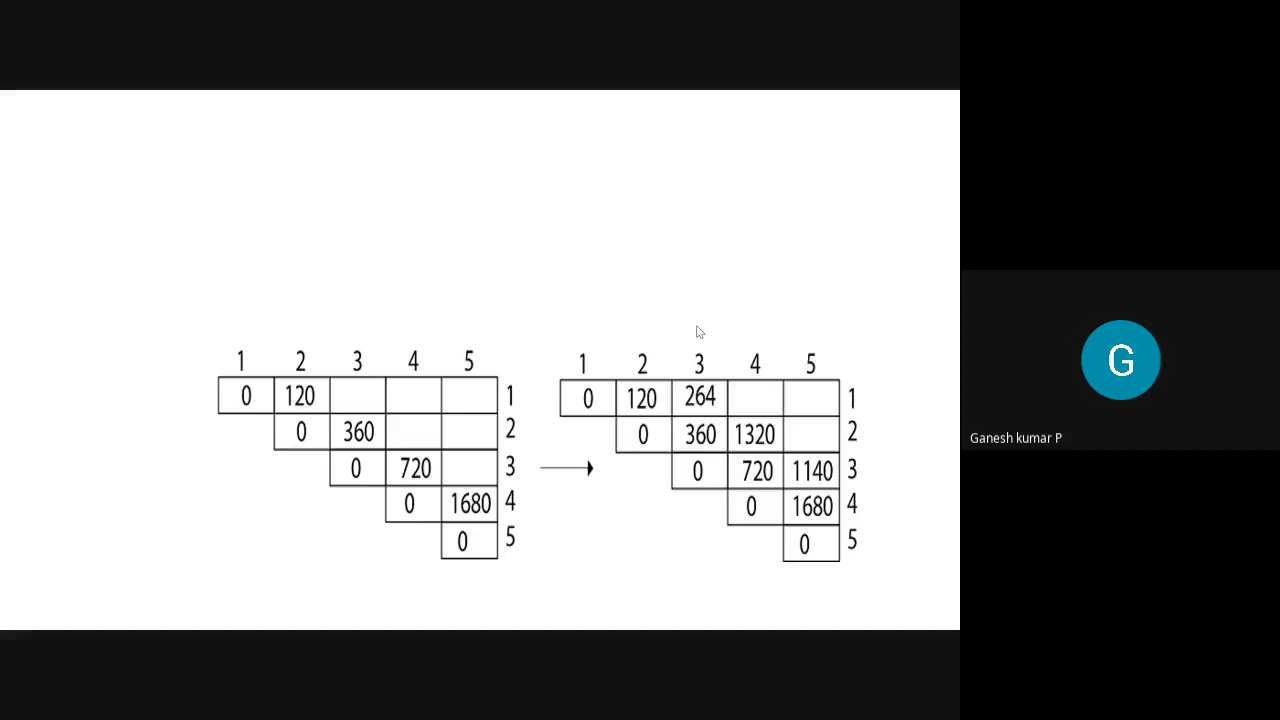 1 2 3 4 5
0 120 1
0 360 2
0 720 3
0 1680 4
0 5
1 2 3 4 5
0 120 264 1
0 360 1320 2
0 720 1140 3
0 1680 4
0 5
G
Ganesh kumar P